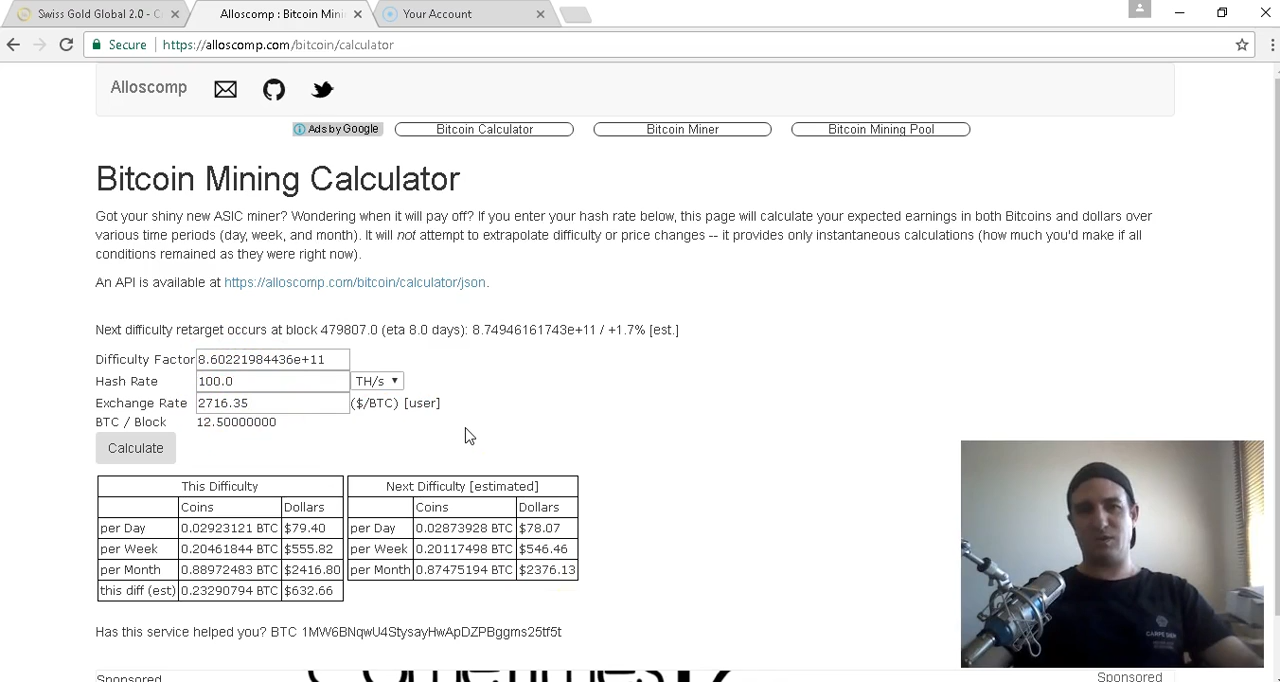 Swiss Gold Global 2.0 - C
Alloscomp : Bitcoin Mini
Your Account
Secure
https://alloscomp.com/bitcoin/calculator
Alloscomp
Ads by Google
Bitcoin Calculator
Bitcoin Miner
Bitcoin Mining Pool
Bitcoin Mining Calculator
Got your shiny new ASIC miner? Wondering when it will pay off? If you enter your hash rate below, this page will calculate your expected earnings in both Bitcoins and dollars over
various time periods (day, week, and month). It will not attempt to extrapolate difficulty or price changes -- it provides only instantaneous calculations (how much you'd make if all
conditions remained as they were right now).
An API is available at https://alloscomp.com/bitcoin/calculator/json.
Next difficulty retarget occurs at block 479807.0 (eta 8.0 days): 8.74946161743e+11 / +1.7% [est.]
Difficulty Factor 8.60221984436e+11
Hash Rate 100.0 TH/s
Exchange Rate 2716.35 ($/BTC) [user]
BTC / Block 12.50000000
Calculate
This Difficulty Next Difficulty [estimated]
Coins Dollars Coins Dollars
per Day 0.02923121 BTC $79.40 per Day 0.02873928 BTC $78.07
per Week 0.20461844 BTC $555.82 per Week 0.20117498 BTC $546.46
per Month 0.88972483 BTC $2416.80 per Month 0.87475194 BTC $2376.13
this diff (est) 0.23290794 BTC $632.66
Has this service helped you? BTC 1MW6BNqwU4StysayHwApDZPBggms25tf5t
Sponsored
Sponsored